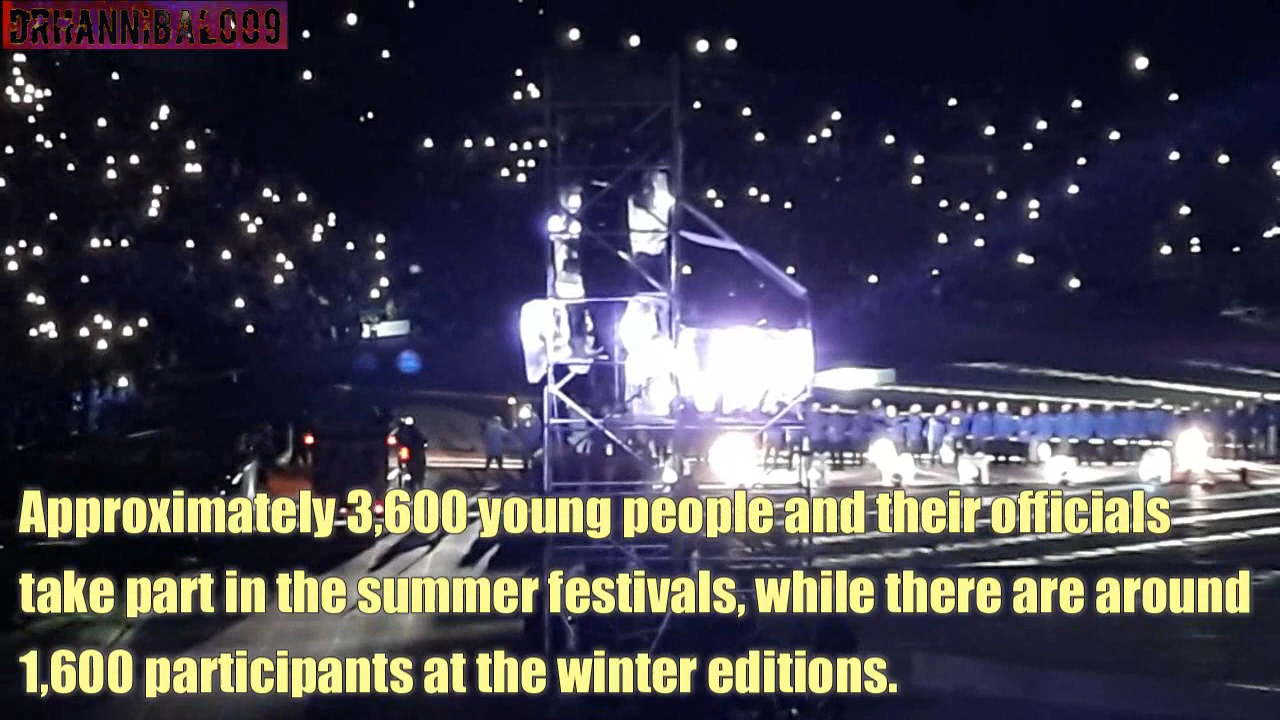 DRHANNiBAL009
Approximately 3,600 young people and their officials
take part in the summer festivals, while there are around
1,600 participants at the winter editions.